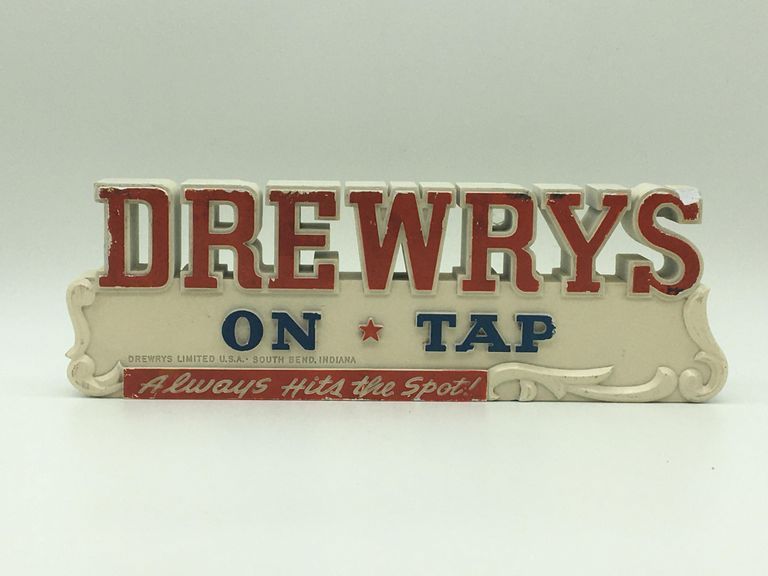 DREWRYS
ON ★ TAP
DREWRYS LIMITED U.S.A. · SOUTH BEND, INDIANA
Always Hits the Spot!